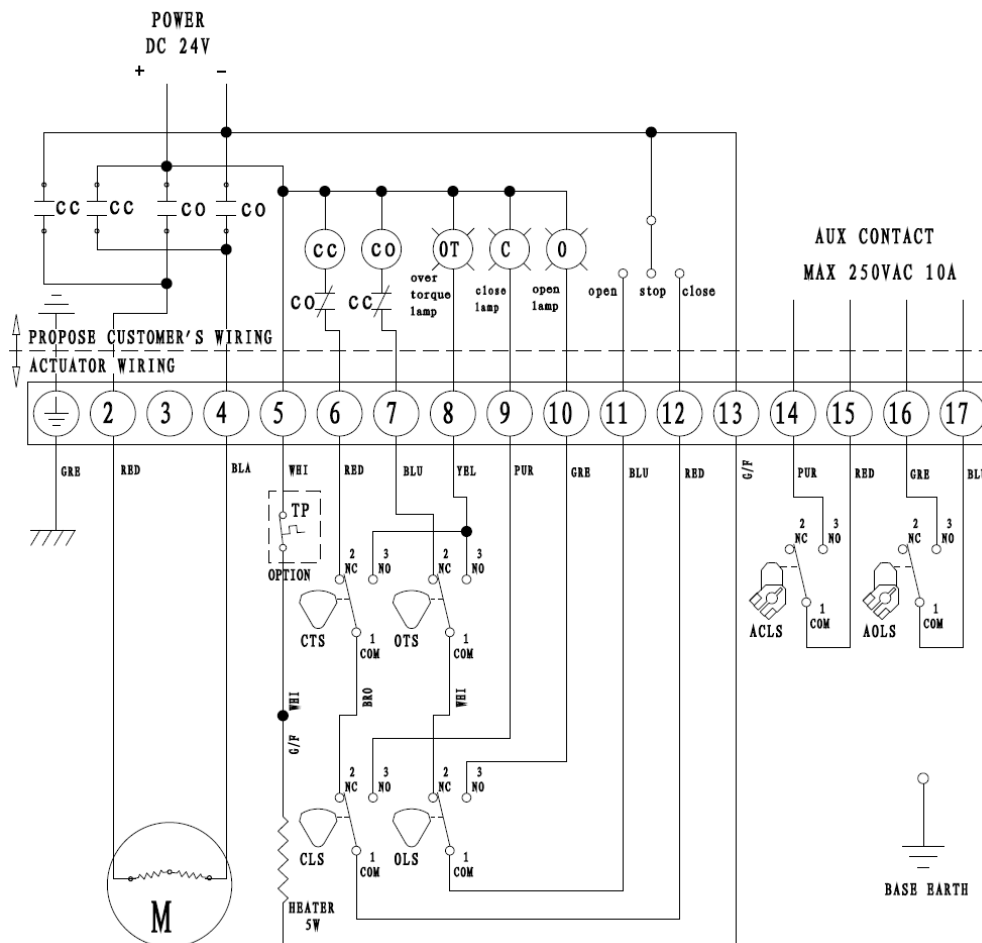 POWER
DC 24V
+ -
CC CC CO CO
CC CO OT C O
CO CC
over
torque
lamp
close
lamp
open
lamp
open stop close
AUX CONTACT
MAX 250VAC 10A
PROPOSE CUSTOMER'S WIRING
ACTUATOR WIRING
2 3 4 5 6 7 8 9 10 11 12 13 14 15 16 17
GRE RED BLA WHI RED BLU YEL PUR GRE BLU RED G/F PUR RED GRE BLU
TP
OPTION
2 NC 3 NO 2 NC 3 NO
CTS 1 COM OTS 1 COM
2 NC 3 NO 2 NC 3 NO
ACLS 1 COM AOLS 1 COM
WHI BRO WHI
G/F
2 NC 3 NO 2 NC 3 NO
CLS 1 COM OLS 1 COM
M
HEATER
5W
BASE EARTH